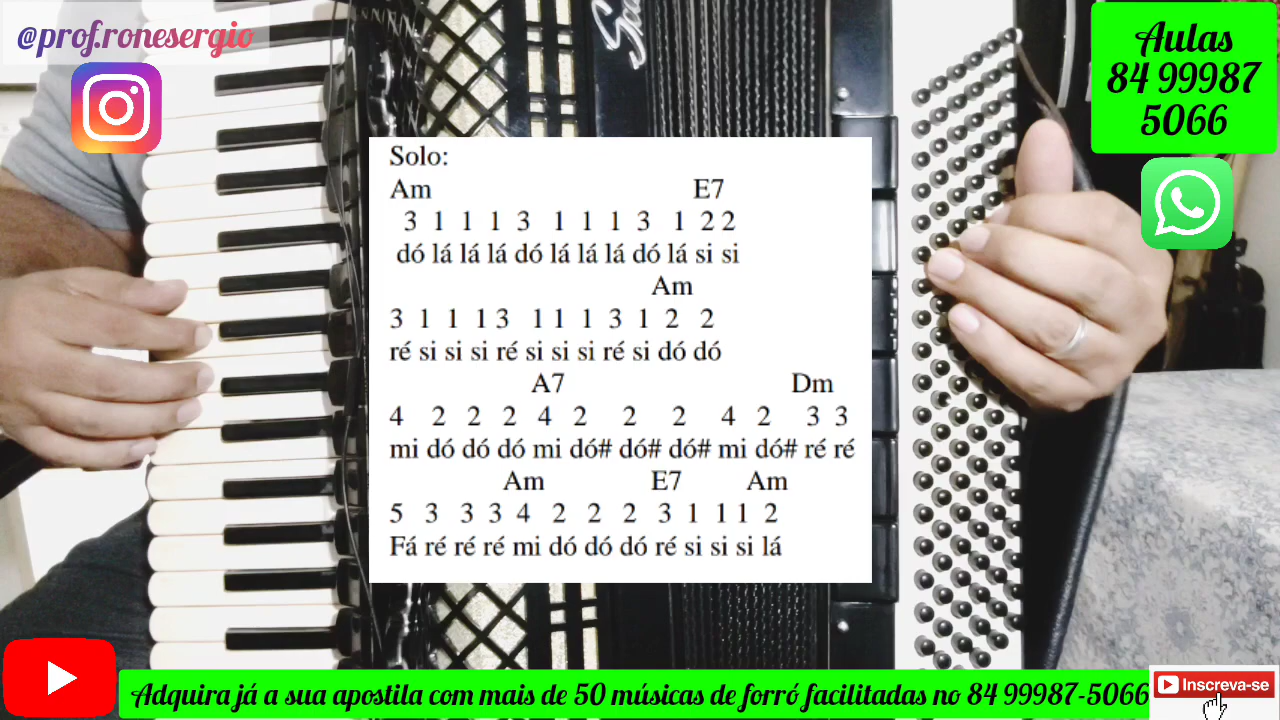 @prof.ronesergio
Aulas
84 99987
5066
Solo:
Am E7
3 1 1 1 3 1 1 1 3 1 2 2
dó lá lá lá dó lá lá lá dó lá si si
Am
3 1 1 1 3 1 1 1 3 1 2 2
ré si si si ré si si si ré si dó dó
A7 Dm
4 2 2 2 4 2 2 2 4 2 3 3
mi dó dó dó mi dó# dó# dó# mi dó# ré ré
Am E7 Am
5 3 3 3 4 2 2 2 3 1 1 1 2
Fá ré ré ré mi dó dó dó ré si si si lá
Adquira já a sua apostila com mais de 50 músicas de forró facilitadas no 84 99987-5066
Inscreva-se